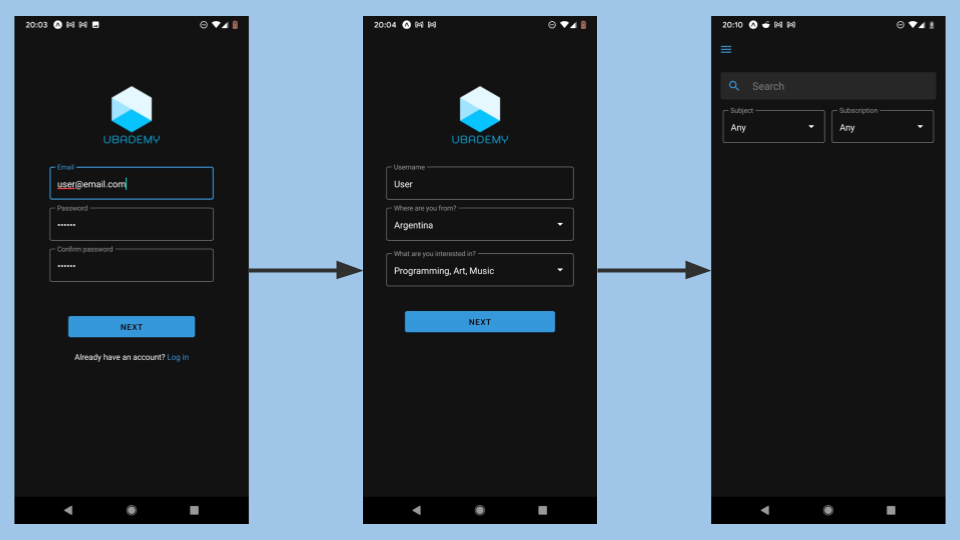 20:03
UBADEMY
Email
user@email.com
Password
······
Confirm password
······
NEXT
Already have an account? Log in
20:04
UBADEMY
Username
User
Where are you from?
Argentina
What are you interested in?
Programming, Art, Music
NEXT
20:10
Search
Subject
Any
Subscription
Any